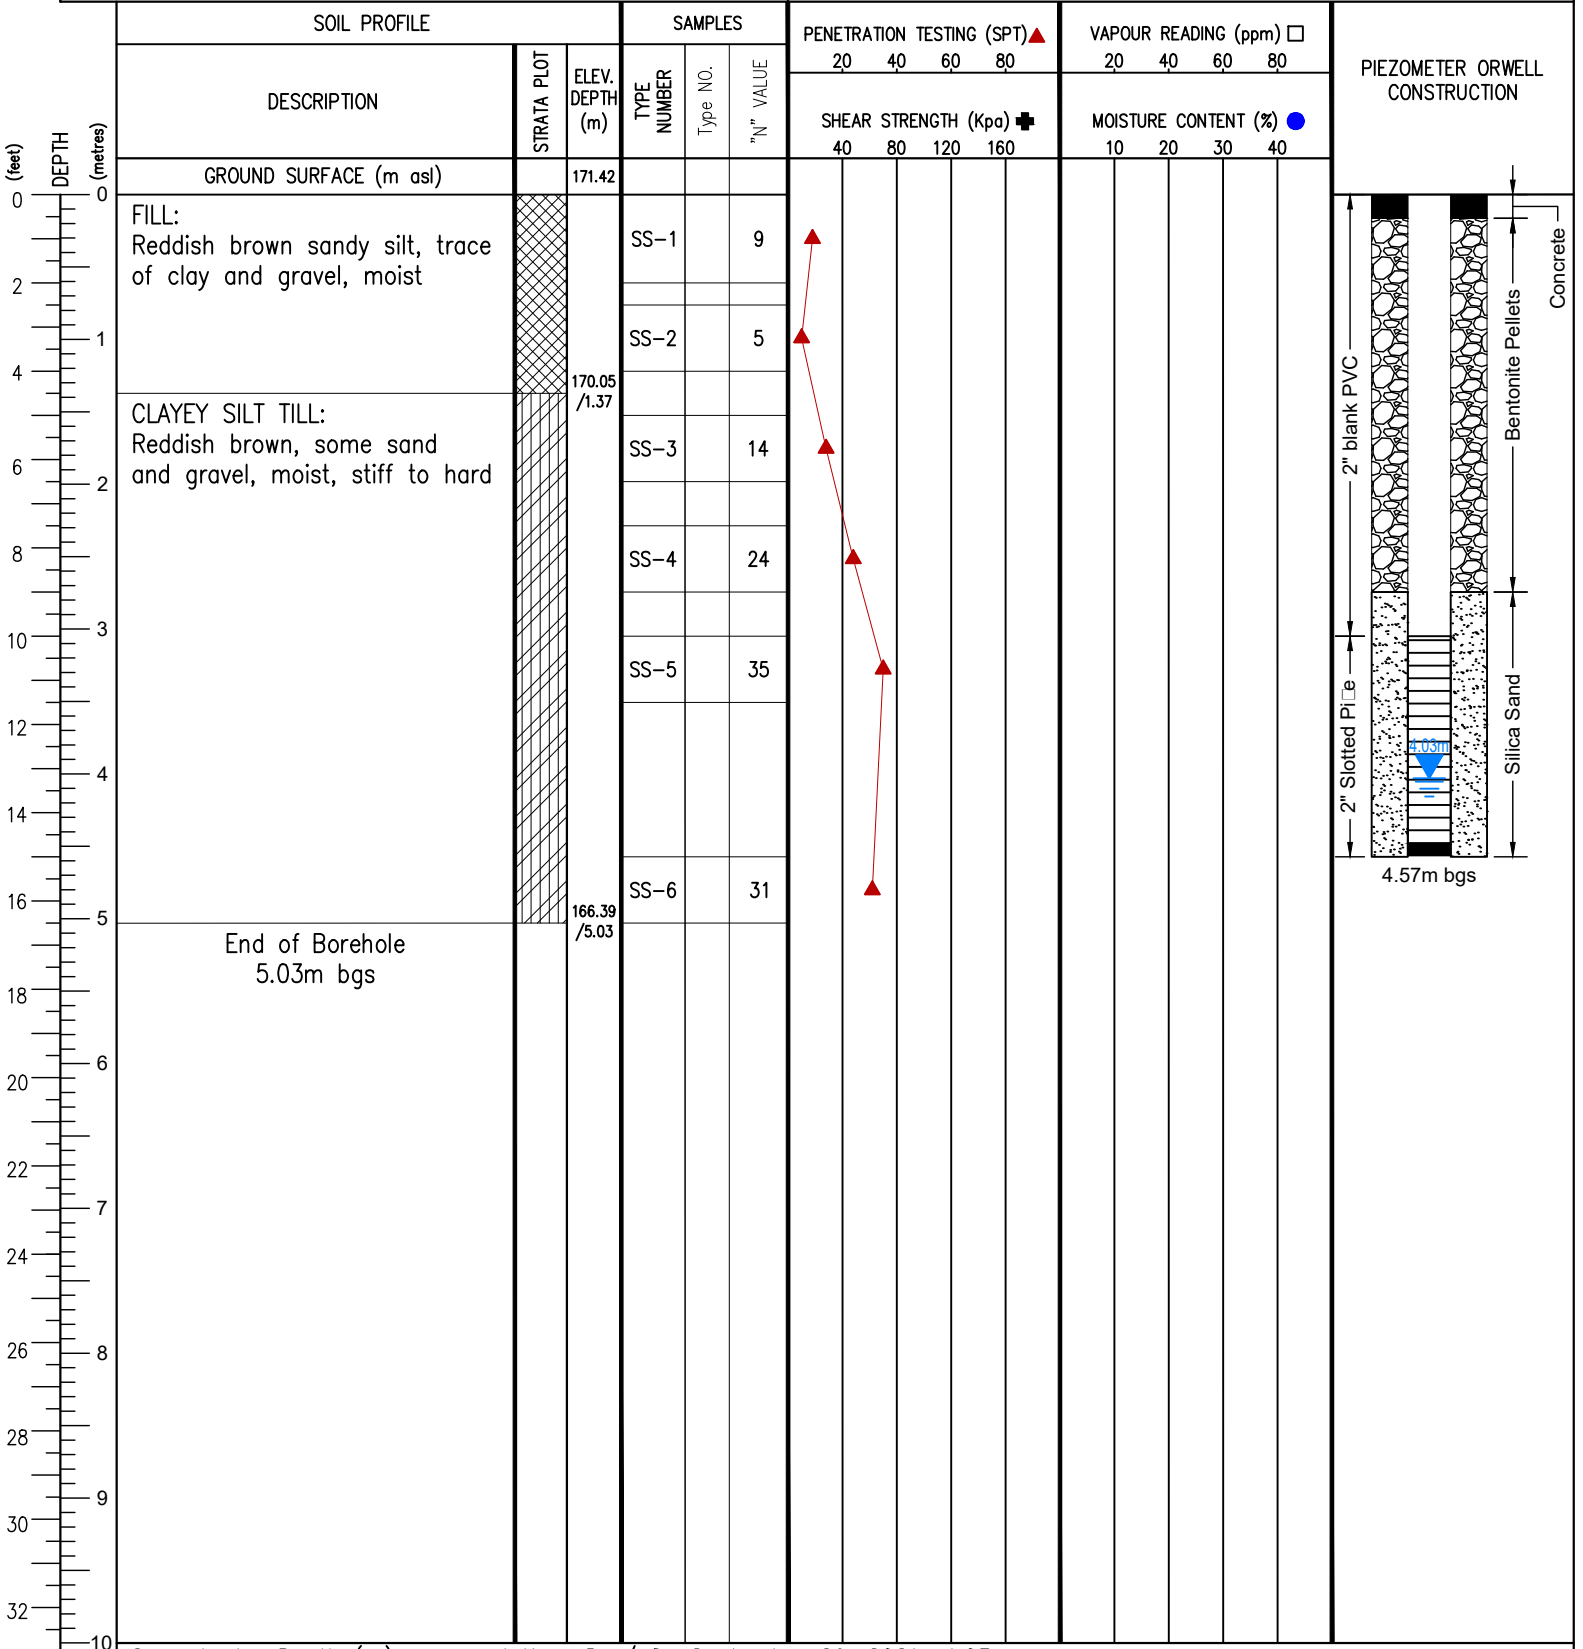 SOIL PROFILE
SAMPLES
PENETRATION TESTING (SPT)
20 40 60 80
SHEAR STRENGTH (Kpa)
40 80 120 160
VAPOUR READING (ppm)
20 40 60 80
MOISTURE CONTENT (%)
10 20 30 40
PIEZOMETER ORWELL
CONSTRUCTION
DESCRIPTION
STRATA PLOT
ELEV.
DEPTH
(m)
TYPE
NUMBER
Type NO.
"N" VALUE
(feet)
DEPTH
(metres)
GROUND SURFACE (m asl)
171.42
FILL:
Reddish brown sandy silt, trace
of clay and gravel, moist
170.05
/1.37
CLAYEY SILT TILL:
Reddish brown, some sand
and gravel, moist, stiff to hard
166.39
/5.03
End of Borehole
5.03m bgs
SS-1 9
SS-2 5
SS-3 14
SS-4 24
SS-5 35
SS-6 31
0
2
4
6
8
10
12
14
16
18
20
22
24
26
28
30
32
0
1
2
3
4
5
6
7
8
9
10
2" blank PVC
2" Slotted Pi□e
Concrete
Bentonite Pellets
Silica Sand
4.03m
4.57m bgs